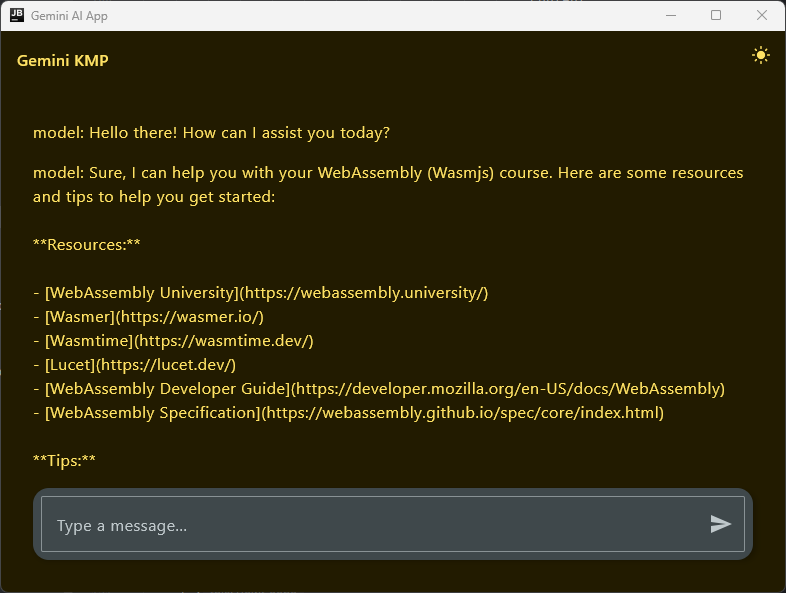 JB
Gemini AI App
Gemini KMP
model: Hello there! How can I assist you today?
model: Sure, I can help you with your WebAssembly (Wasmjs) course. Here are some resources
and tips to help you get started:
**Resources:**
- [WebAssembly University](https://webassembly.university/)
- [Wasmer](https://wasmer.io/)
- [Wasmtime](https://wasmtime.dev/)
- [Lucet](https://lucet.dev/)
- [WebAssembly Developer Guide](https://developer.mozilla.org/en-US/docs/WebAssembly)
- [WebAssembly Specification](https://webassembly.github.io/spec/core/index.html)
**Tips:**
Type a message...